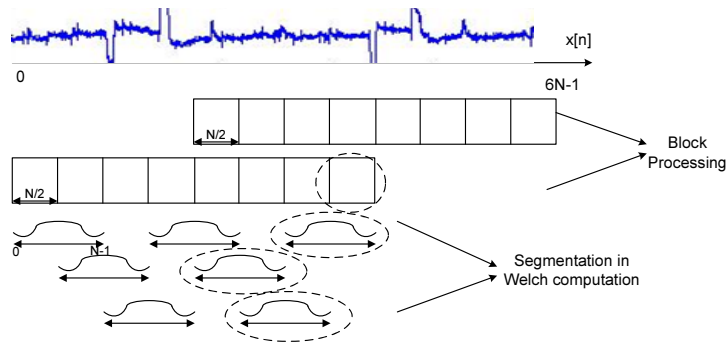 x[n]
0
6N-1
N/2
Block
Processing
N/2
0
N-1
Segmentation in
Welch computation